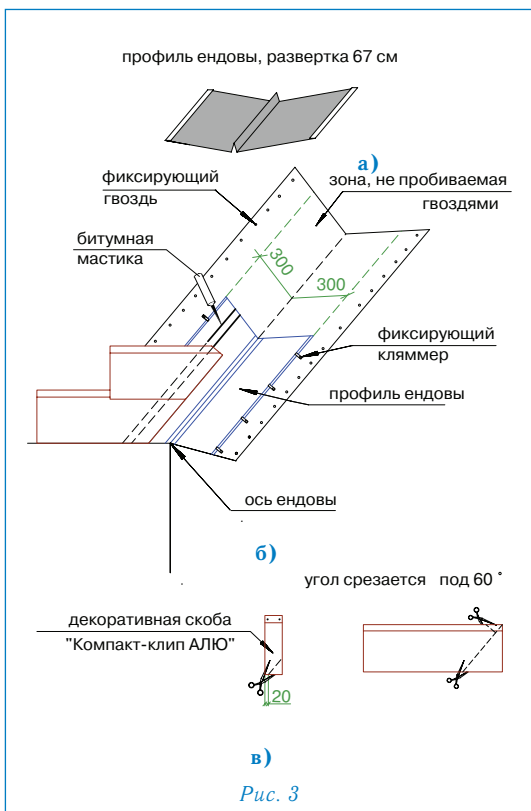 профиль ендовы, развертка 67 см
а)
фиксирующий
гвоздь
зона, не пробиваемая
гвоздями
битумная
мастика
300
300
фиксирующий
кляммер
профиль ендовы
ось ендовы
б)
угол срезается под 60 °
декоративная скоба
"Компакт-клип АЛЮ"
20
в)
Рис. 3